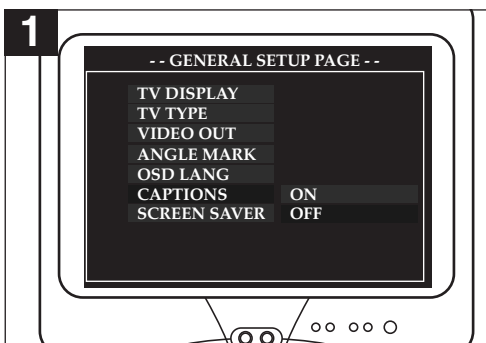 1
- - GENERAL SETUP PAGE - -
TV DISPLAY
TV TYPE
VIDEO OUT
ANGLE MARK
OSD LANG
CAPTIONS ON
SCREEN SAVER OFF